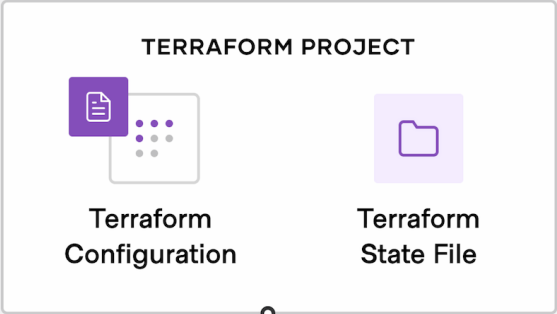 TERRAFORM PROJECT
Terraform
Configuration
Terraform
State File